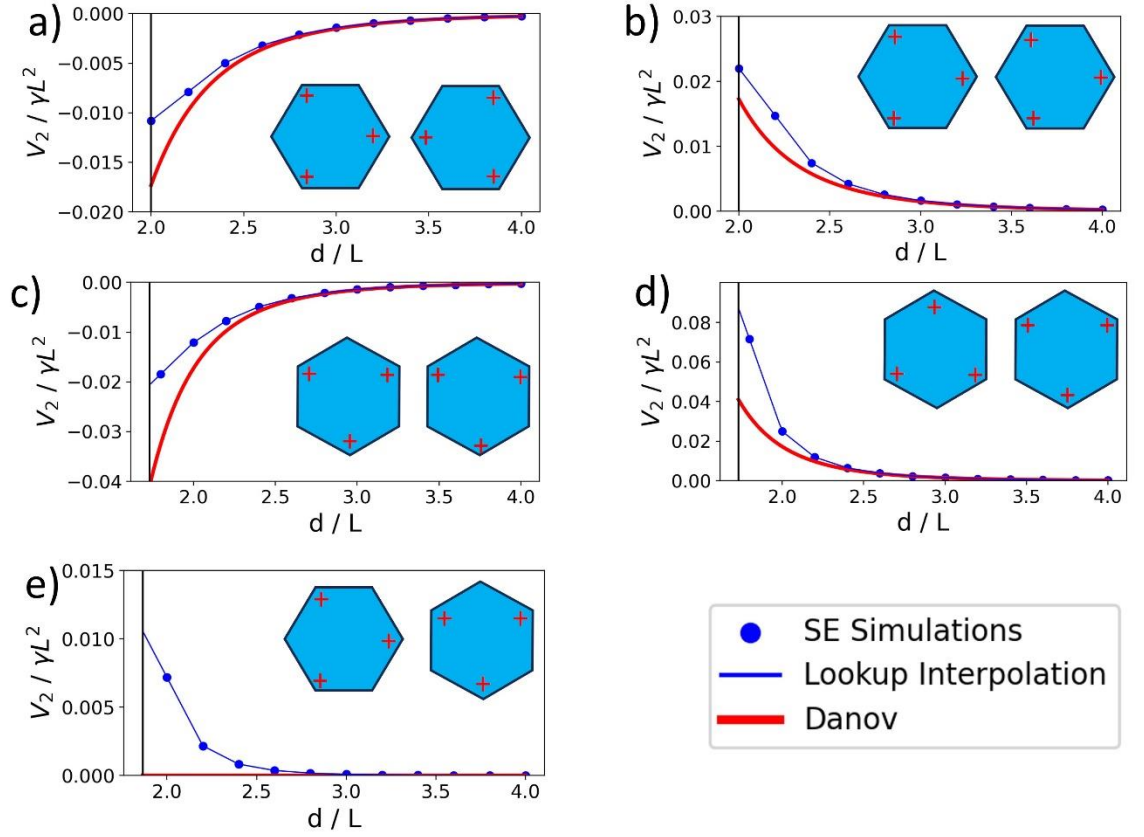 a)
0.000
−0.005
−0.010
−0.015
−0.020
V₂ / γL²
2.0 2.5 3.0 3.5 4.0
d / L
+ + + + + +
b)
0.03
0.02
0.01
0.00
V₂ / γL²
2.0 2.5 3.0 3.5 4.0
d / L
+ + + + + +
c)
0.00
−0.01
−0.02
−0.03
−0.04
V₂ / γL²
2.0 2.5 3.0 3.5 4.0
d / L
+ + + + + +
d)
0.08
0.06
0.04
0.02
0.00
V₂ / γL²
2.0 2.5 3.0 3.5 4.0
d / L
+ + + + + +
e)
0.015
0.010
0.005
0.000
V₂ / γL²
2.0 2.5 3.0 3.5 4.0
d / L
+ + + + + +
SE Simulations
Lookup Interpolation
Danov